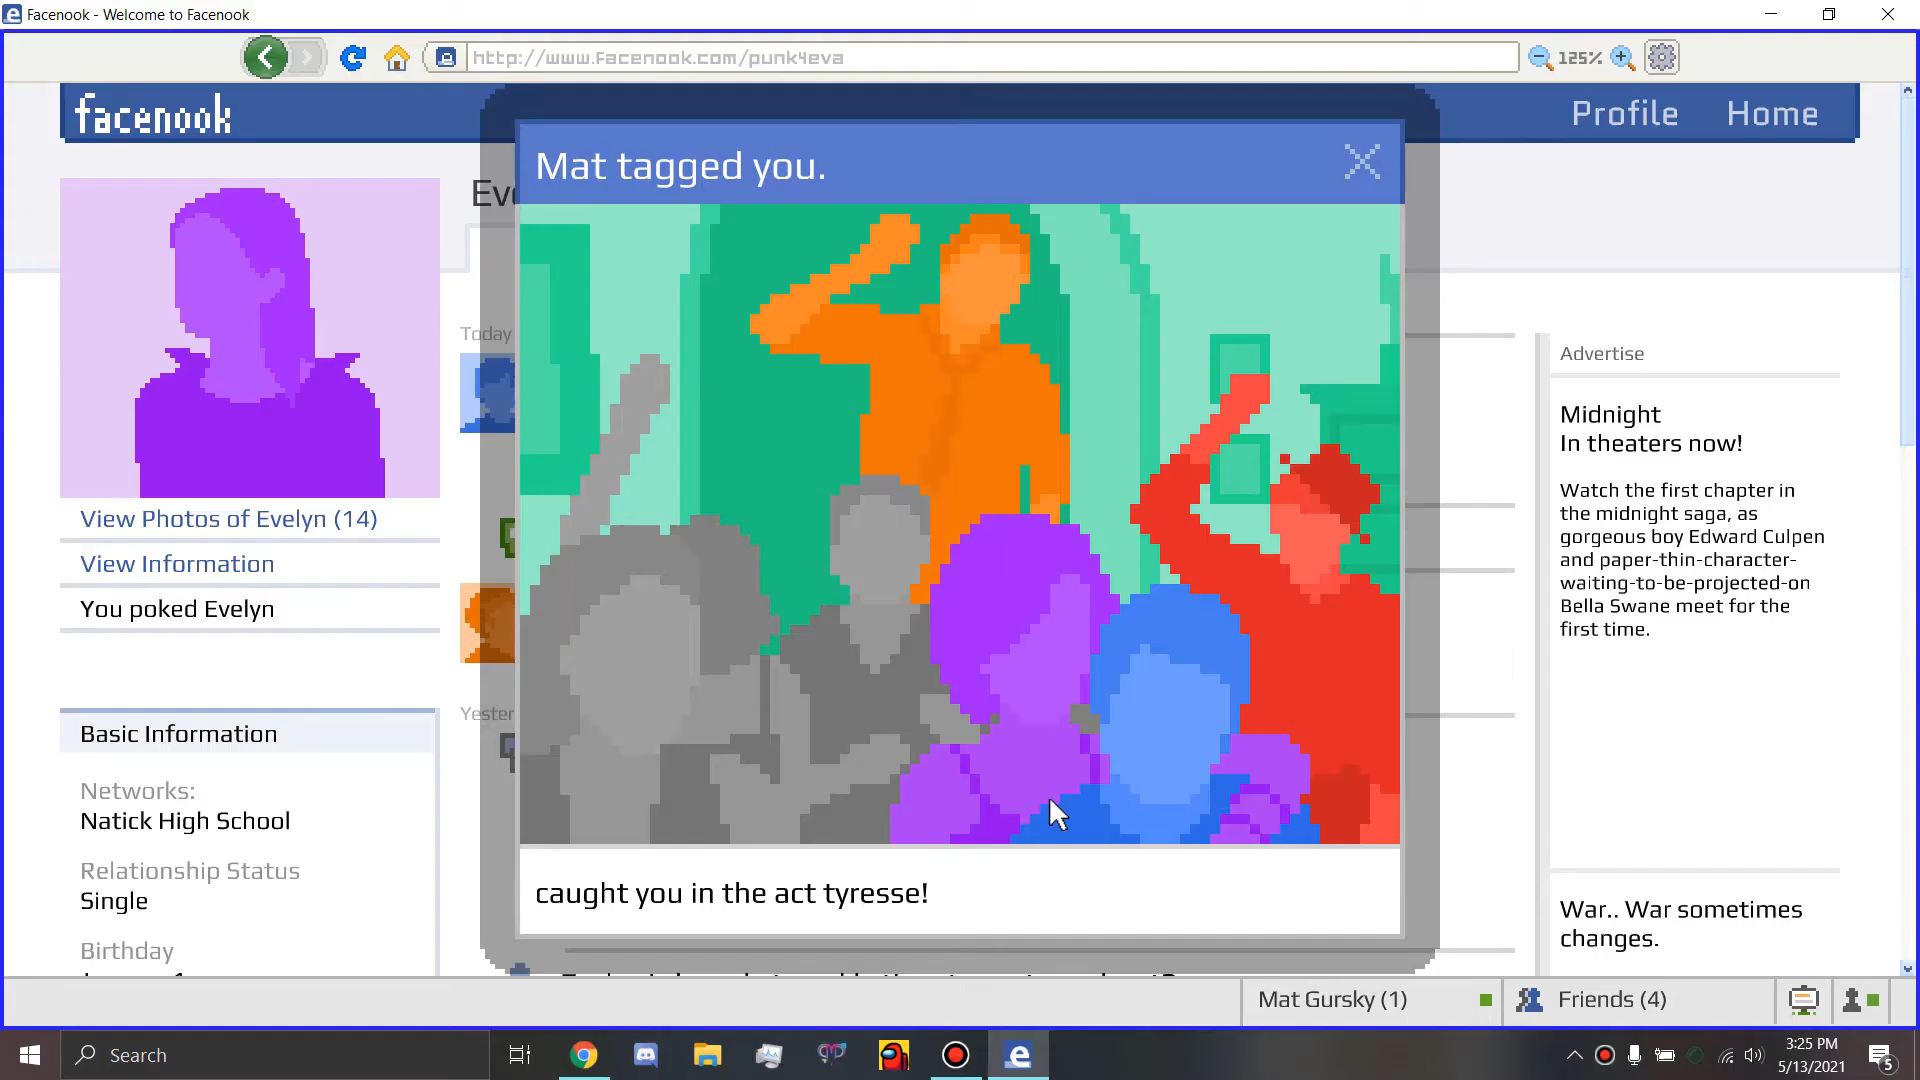 Facenook - Welcome to Facenook
http://www.facenook.com/punk4eva
125%
facenook
Profile
Home
Mat tagged you.
Today
View Photos of Evelyn (14)
View Information
You poked Evelyn
Basic Information
Networks:
Natick High School
Relationship Status
Single
Birthday
caught you in the act tyresse!
Advertise
Midnight
In theaters now!
Watch the first chapter in
the midnight saga, as
gorgeous boy Edward Culpen
and paper-thin-character-
waiting-to-be-projected-on
Bella Swane meet for the
first time.
War.. War sometimes
changes.
Mat Gursky (1)
Friends (4)
Search
3:25 PM
5/13/2021
5